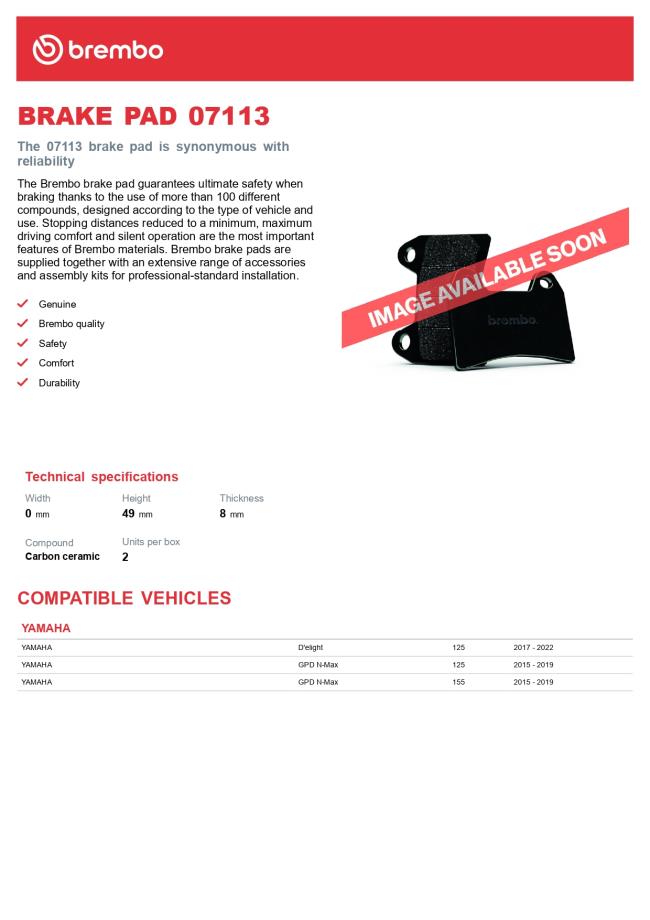 brembo
BRAKE PAD 07113
The 07113 brake pad is synonymous with
reliability
The Brembo brake pad guarantees ultimate safety when
braking thanks to the use of more than 100 different
compounds, designed according to the type of vehicle and
use. Stopping distances reduced to a minimum, maximum
driving comfort and silent operation are the most important
features of Brembo materials. Brembo brake pads are
supplied together with an extensive range of accessories
and assembly kits for professional-standard installation.
Genuine
Brembo quality
Safety
Comfort
Durability
IMAGE AVAILABLE SOON
brembo
Technical specifications
Width Height Thickness
0 mm 49 mm 8 mm
Compound Units per box
Carbon ceramic 2
COMPATIBLE VEHICLES
YAMAHA
YAMAHA D'elight 125 2017 - 2022
YAMAHA GPD N-Max 125 2015 - 2019
YAMAHA GPD N-Max 155 2015 - 2019